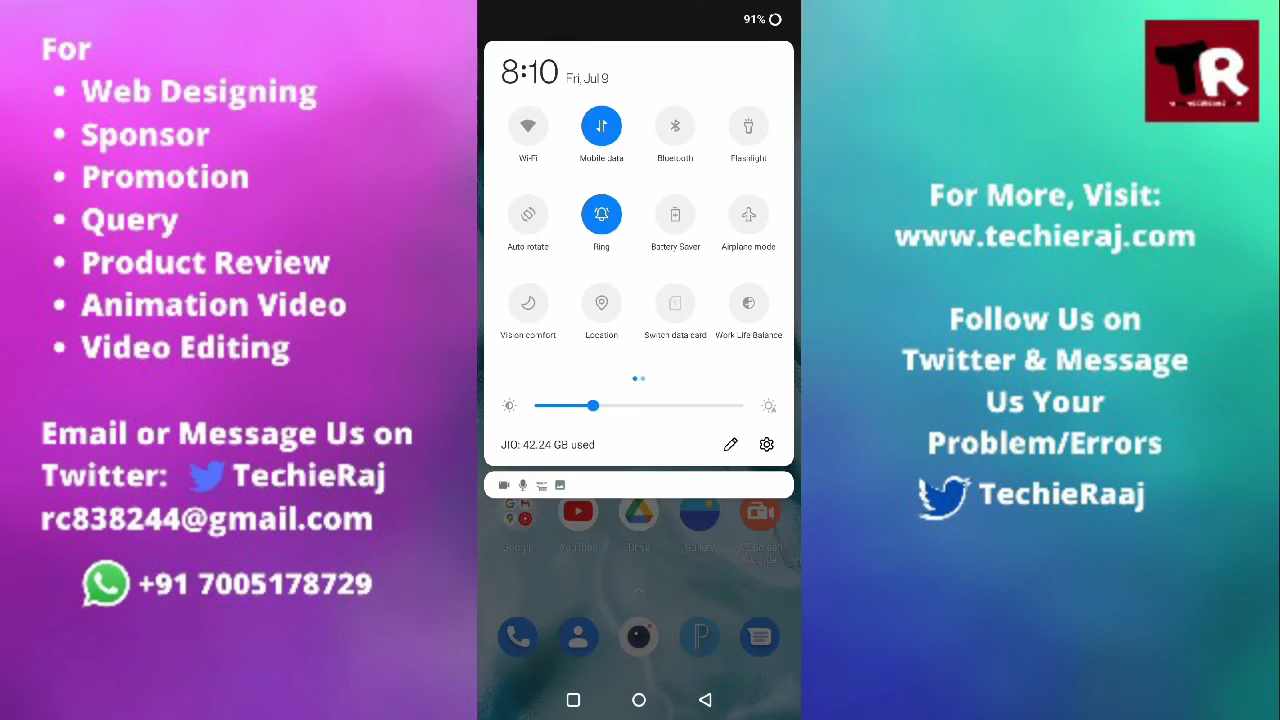 For
• Web Designing
• Sponsor
• Promotion
• Query
• Product Review
• Animation Video
• Video Editing
Email or Message Us on
Twitter: TechieRaj
rc838244@gmail.com
+91 7005178729
91%
8:10 Fri, Jul 9
Wi-Fi Mobile data Bluetooth Flashlight
Auto rotate Ring Battery Saver Airplane mode
Vision comfort Location Switch data card Work Life Balance
JIO: 42.24 GB used
Google YouTube Drive Gallery AZ Screen
Recorde
TR
For More, Visit:
www.techieraj.com
Follow Us on
Twitter & Message
Us Your
Problem/Errors
TechieRaaj